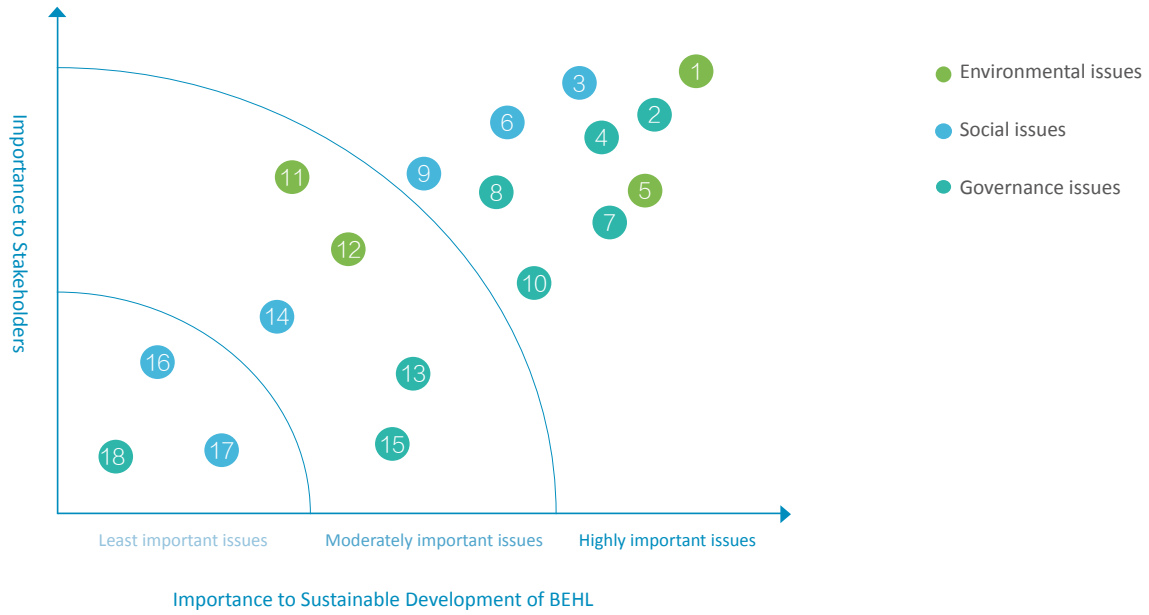 Importance to Stakeholders
1
3
2
6
4
9
11
5
8
7
12
10
14
16
13
15
17
18
Environmental issues
Social issues
Governance issues
Least important issues
Moderately important issues
Highly important issues
Importance to Sustainable Development of BEHL